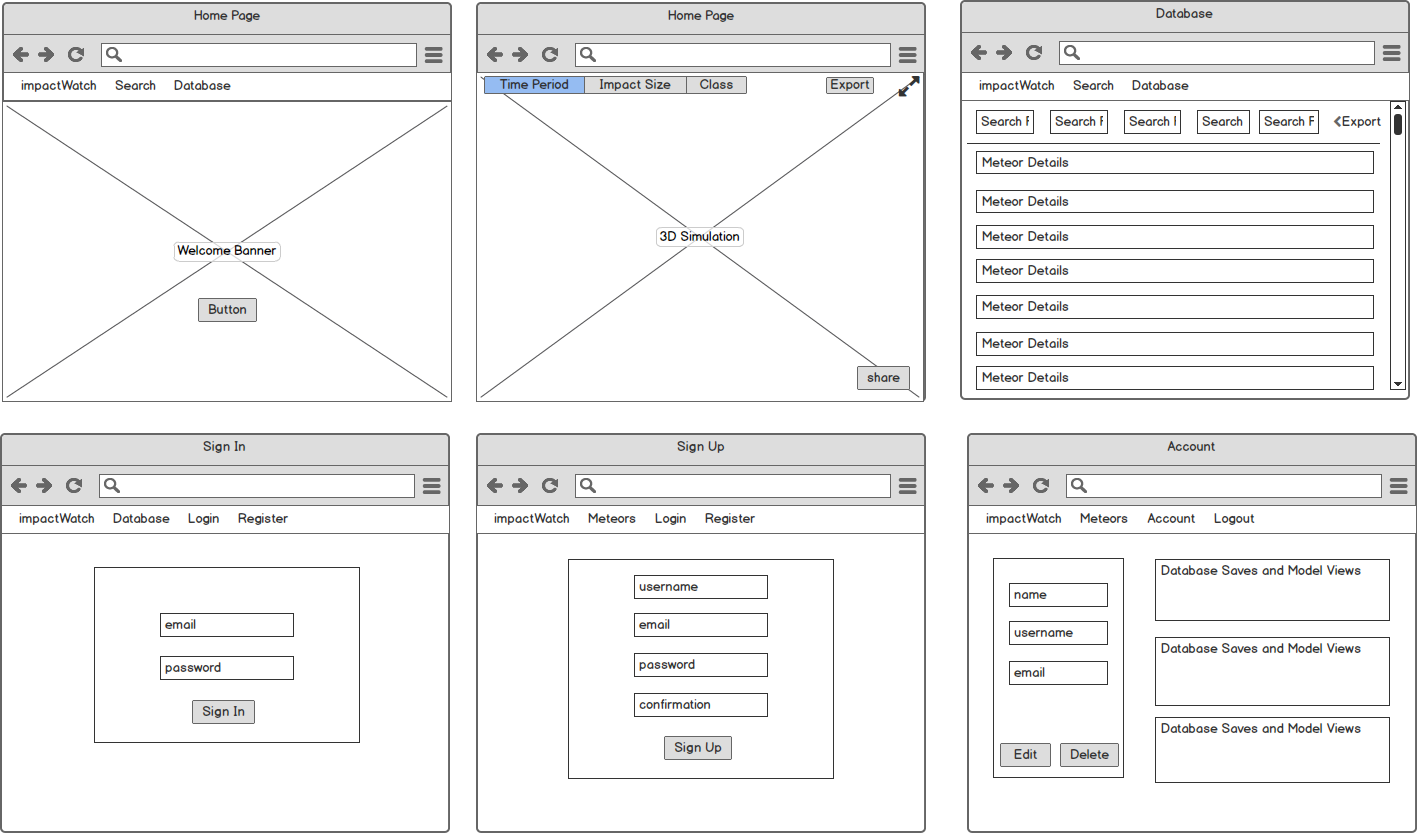 Home Page
impactWatch Search Database
Welcome Banner
Button
Home Page
Time Period Impact Size Class Export
3D Simulation
share
Database
impactWatch Search Database
Search F Search F Search F Search Search F <Export
Meteor Details
Meteor Details
Meteor Details
Meteor Details
Meteor Details
Meteor Details
Meteor Details
Sign In
impactWatch Database Login Register
email
password
Sign In
Sign Up
impactWatch Meteors Login Register
username
email
password
confirmation
Sign Up
Account
impactWatch Meteors Account Logout
name
username
email
Edit Delete
Database Saves and Model Views
Database Saves and Model Views
Database Saves and Model Views